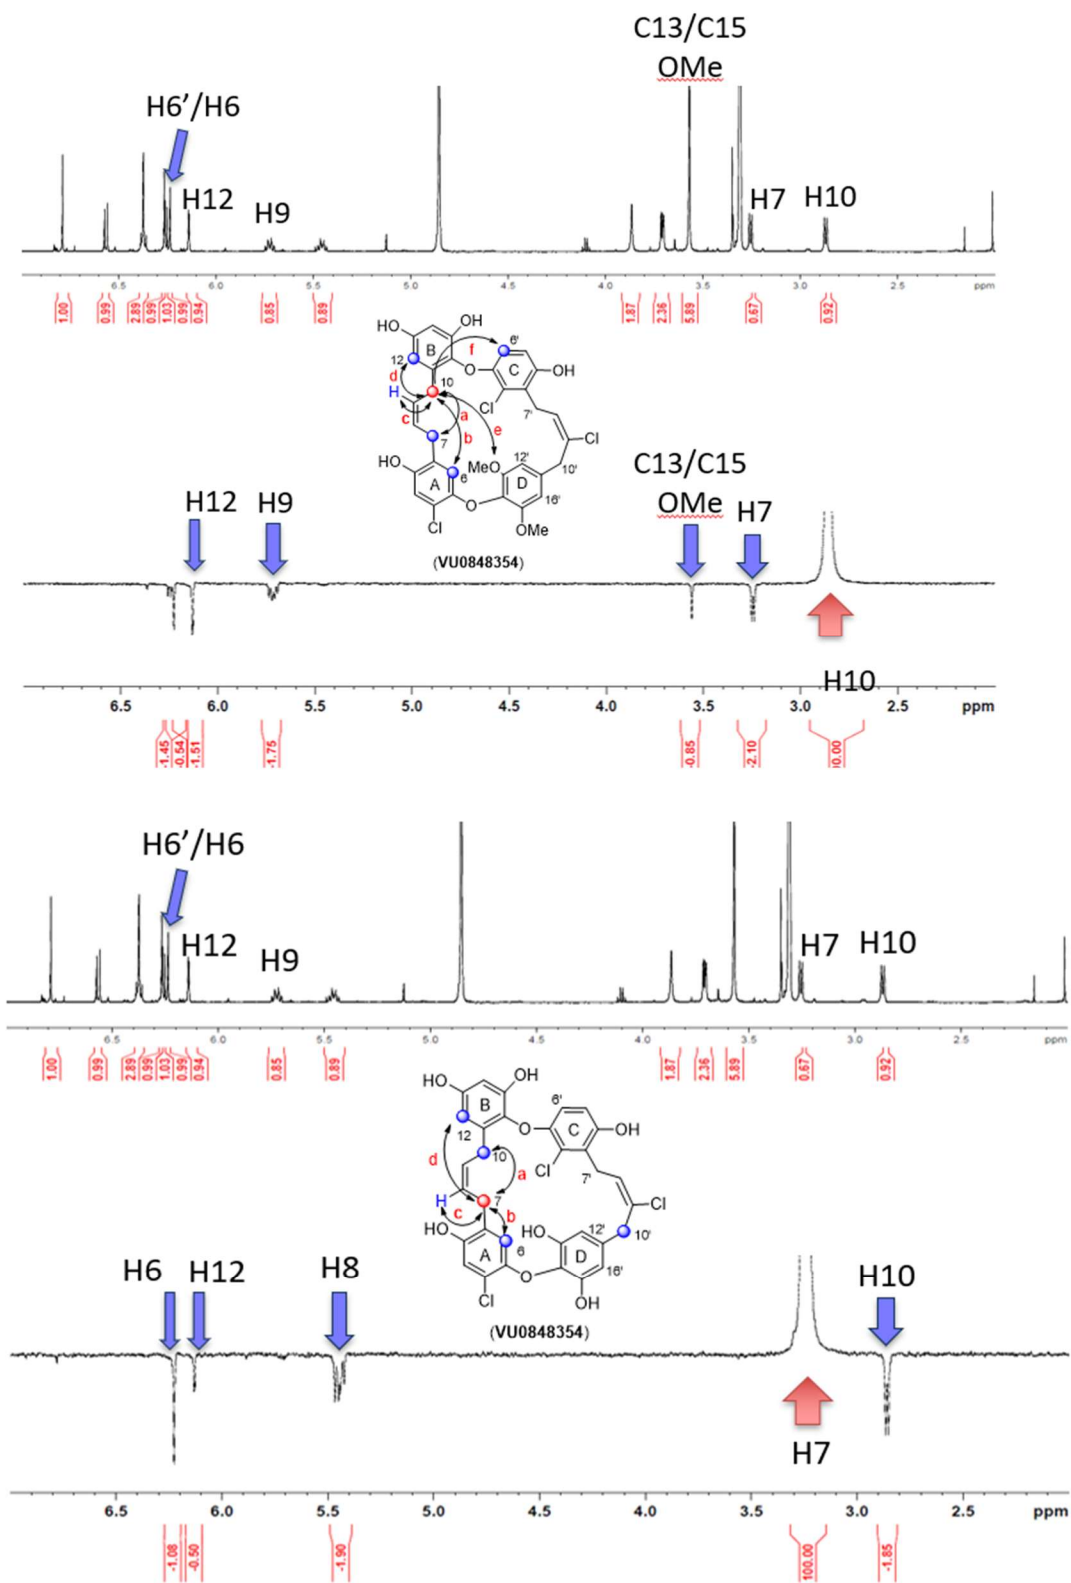 C13/C15
OMe
H6'/H6
H12
H9
H7
H10
6.5 6.0 5.5 5.0 4.5 4.0 3.5 3.0 2.5 ppm
1.00 0.99 2.89 0.99 1.03 0.99 0.94 0.85 0.89 1.87 2.36 5.89 0.67 0.92
HO OH
B
f
6'
12
C
O OH
d
10
Cl
H
a
7'
c
e
b
7
Cl
HO
MeO 12'
6
10'
A
D
O
16'
Cl
OMe
(VU0848354)
C13/C15
OMe
H12
H9
H7
H10
6.5 6.0 5.5 5.0 4.5 4.0 3.5 3.0 2.5 ppm
-1.45 -0.54 -1.51 -1.75 -0.85 -2.10 00.00
H6'/H6
H12
H9
H7
H10
6.5 6.0 5.5 5.0 4.5 4.0 3.5 3.0 2.5 ppm
1.00 0.99 2.89 0.99 1.03 0.99 0.94 0.85 0.89 1.87 2.36 5.89 0.67 0.92
HO OH
B
6'
12
C
O OH
d
10
Cl
a
7'
H
7
Cl
c
b
HO
HO 12'
10'
6
A
D
O
16'
Cl
OH
(VU0848354)
H6
H12
H8
H10
H7
6.5 6.0 5.5 5.0 4.5 4.0 3.5 3.0 2.5 ppm
-1.08 -0.50 -1.90 100.00 -1.85